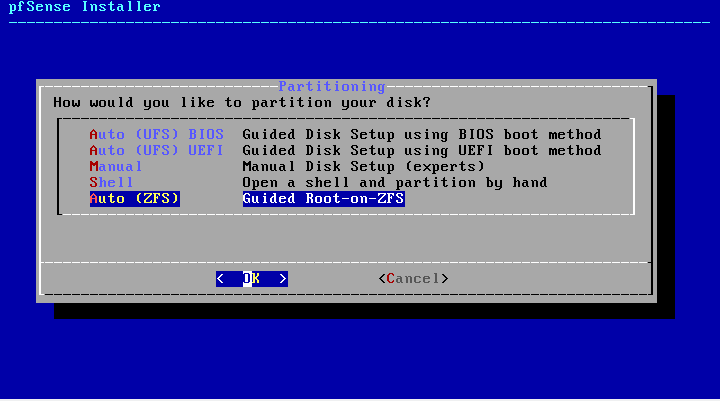 pfSense Installer
Partitioning
How would you like to partition your disk?
Auto (UFS) BIOS  Guided Disk Setup using BIOS boot method
Auto (UFS) UEFI  Guided Disk Setup using UEFI boot method
Manual  Manual Disk Setup (experts)
Shell  Open a shell and partition by hand
Auto (ZFS)  Guided Root-on-ZFS
<  OK  >  <Cancel>